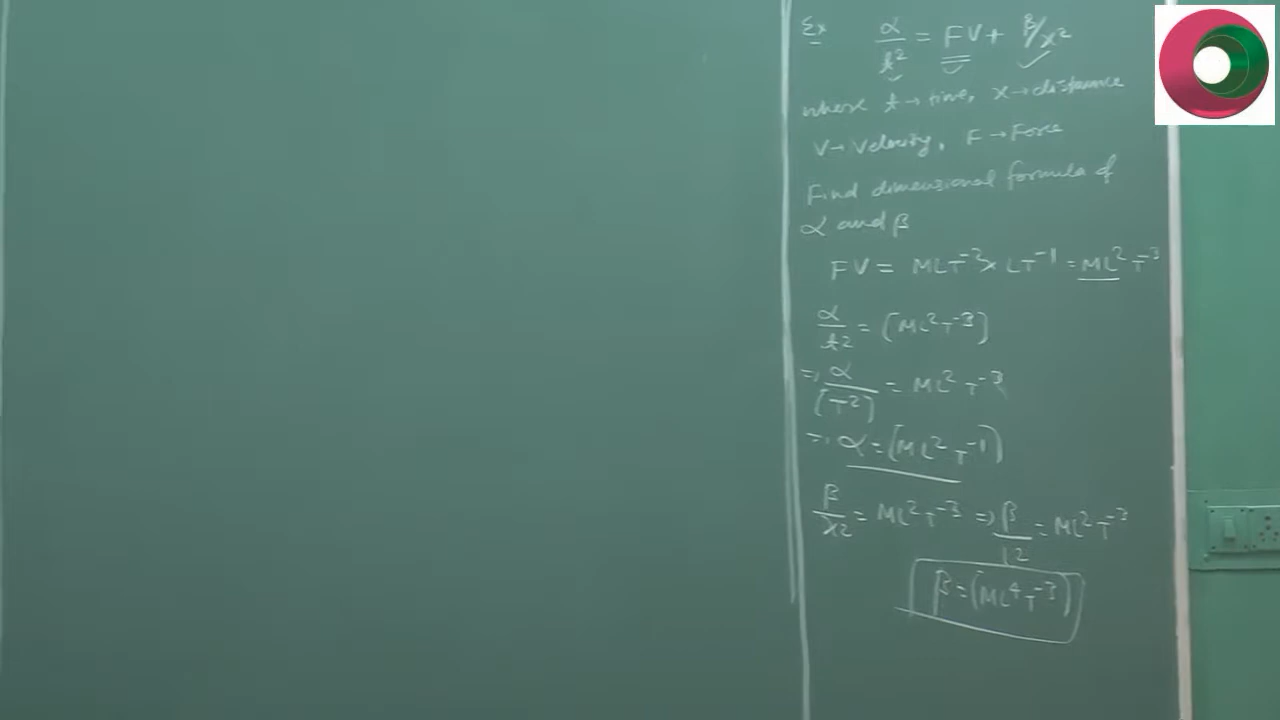 Ex α/t² = FV + β/x²
where t → time, x → distance
V → Velocity, F → Force
Find dimensional formula of
α and β
FV = MLT⁻² × LT⁻¹ = ML²T⁻³
α/t² = [ML²T⁻³]
⇒ α/[T²] = ML²T⁻³
⇒ α = [ML²T⁻¹]
β/x² = ML²T⁻³ ⇒ β/L² = ML²T⁻³
β = [ML⁴T⁻³]